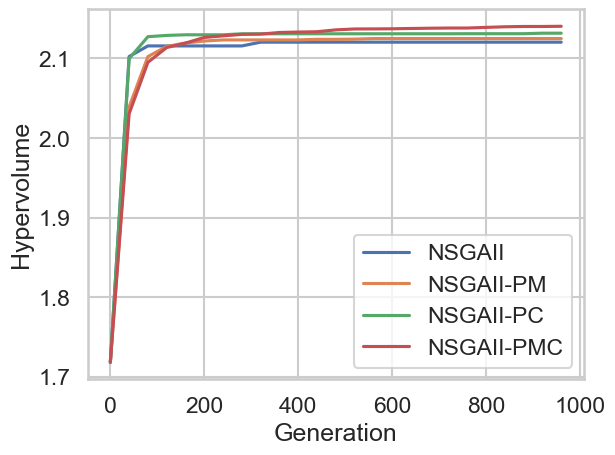 Hypervolume
2.1
2.0
1.9
1.8
1.7
NSGAII
NSGAII-PM
NSGAII-PC
NSGAII-PMC
0 200 400 600 800 1000
Generation